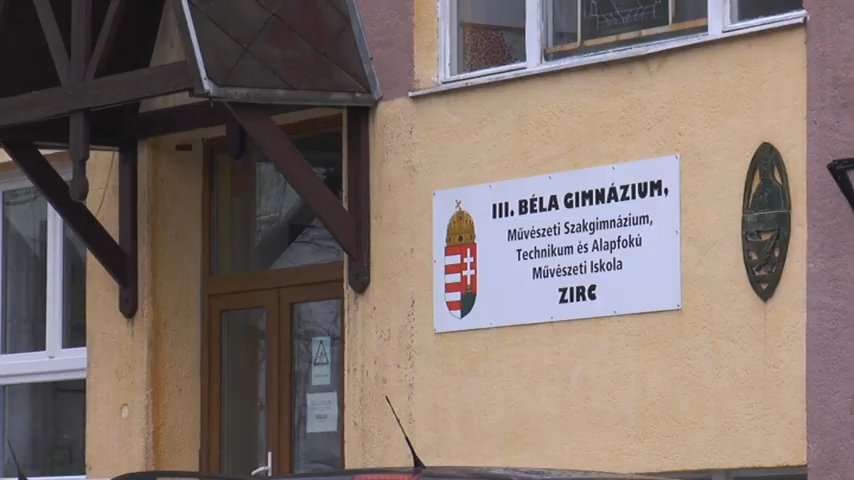 III. BÉLA GIMNÁZIUM,
Művészeti Szakgimnázium,
Technikum és Alapfokú
Művészeti Iskola
ZIRC